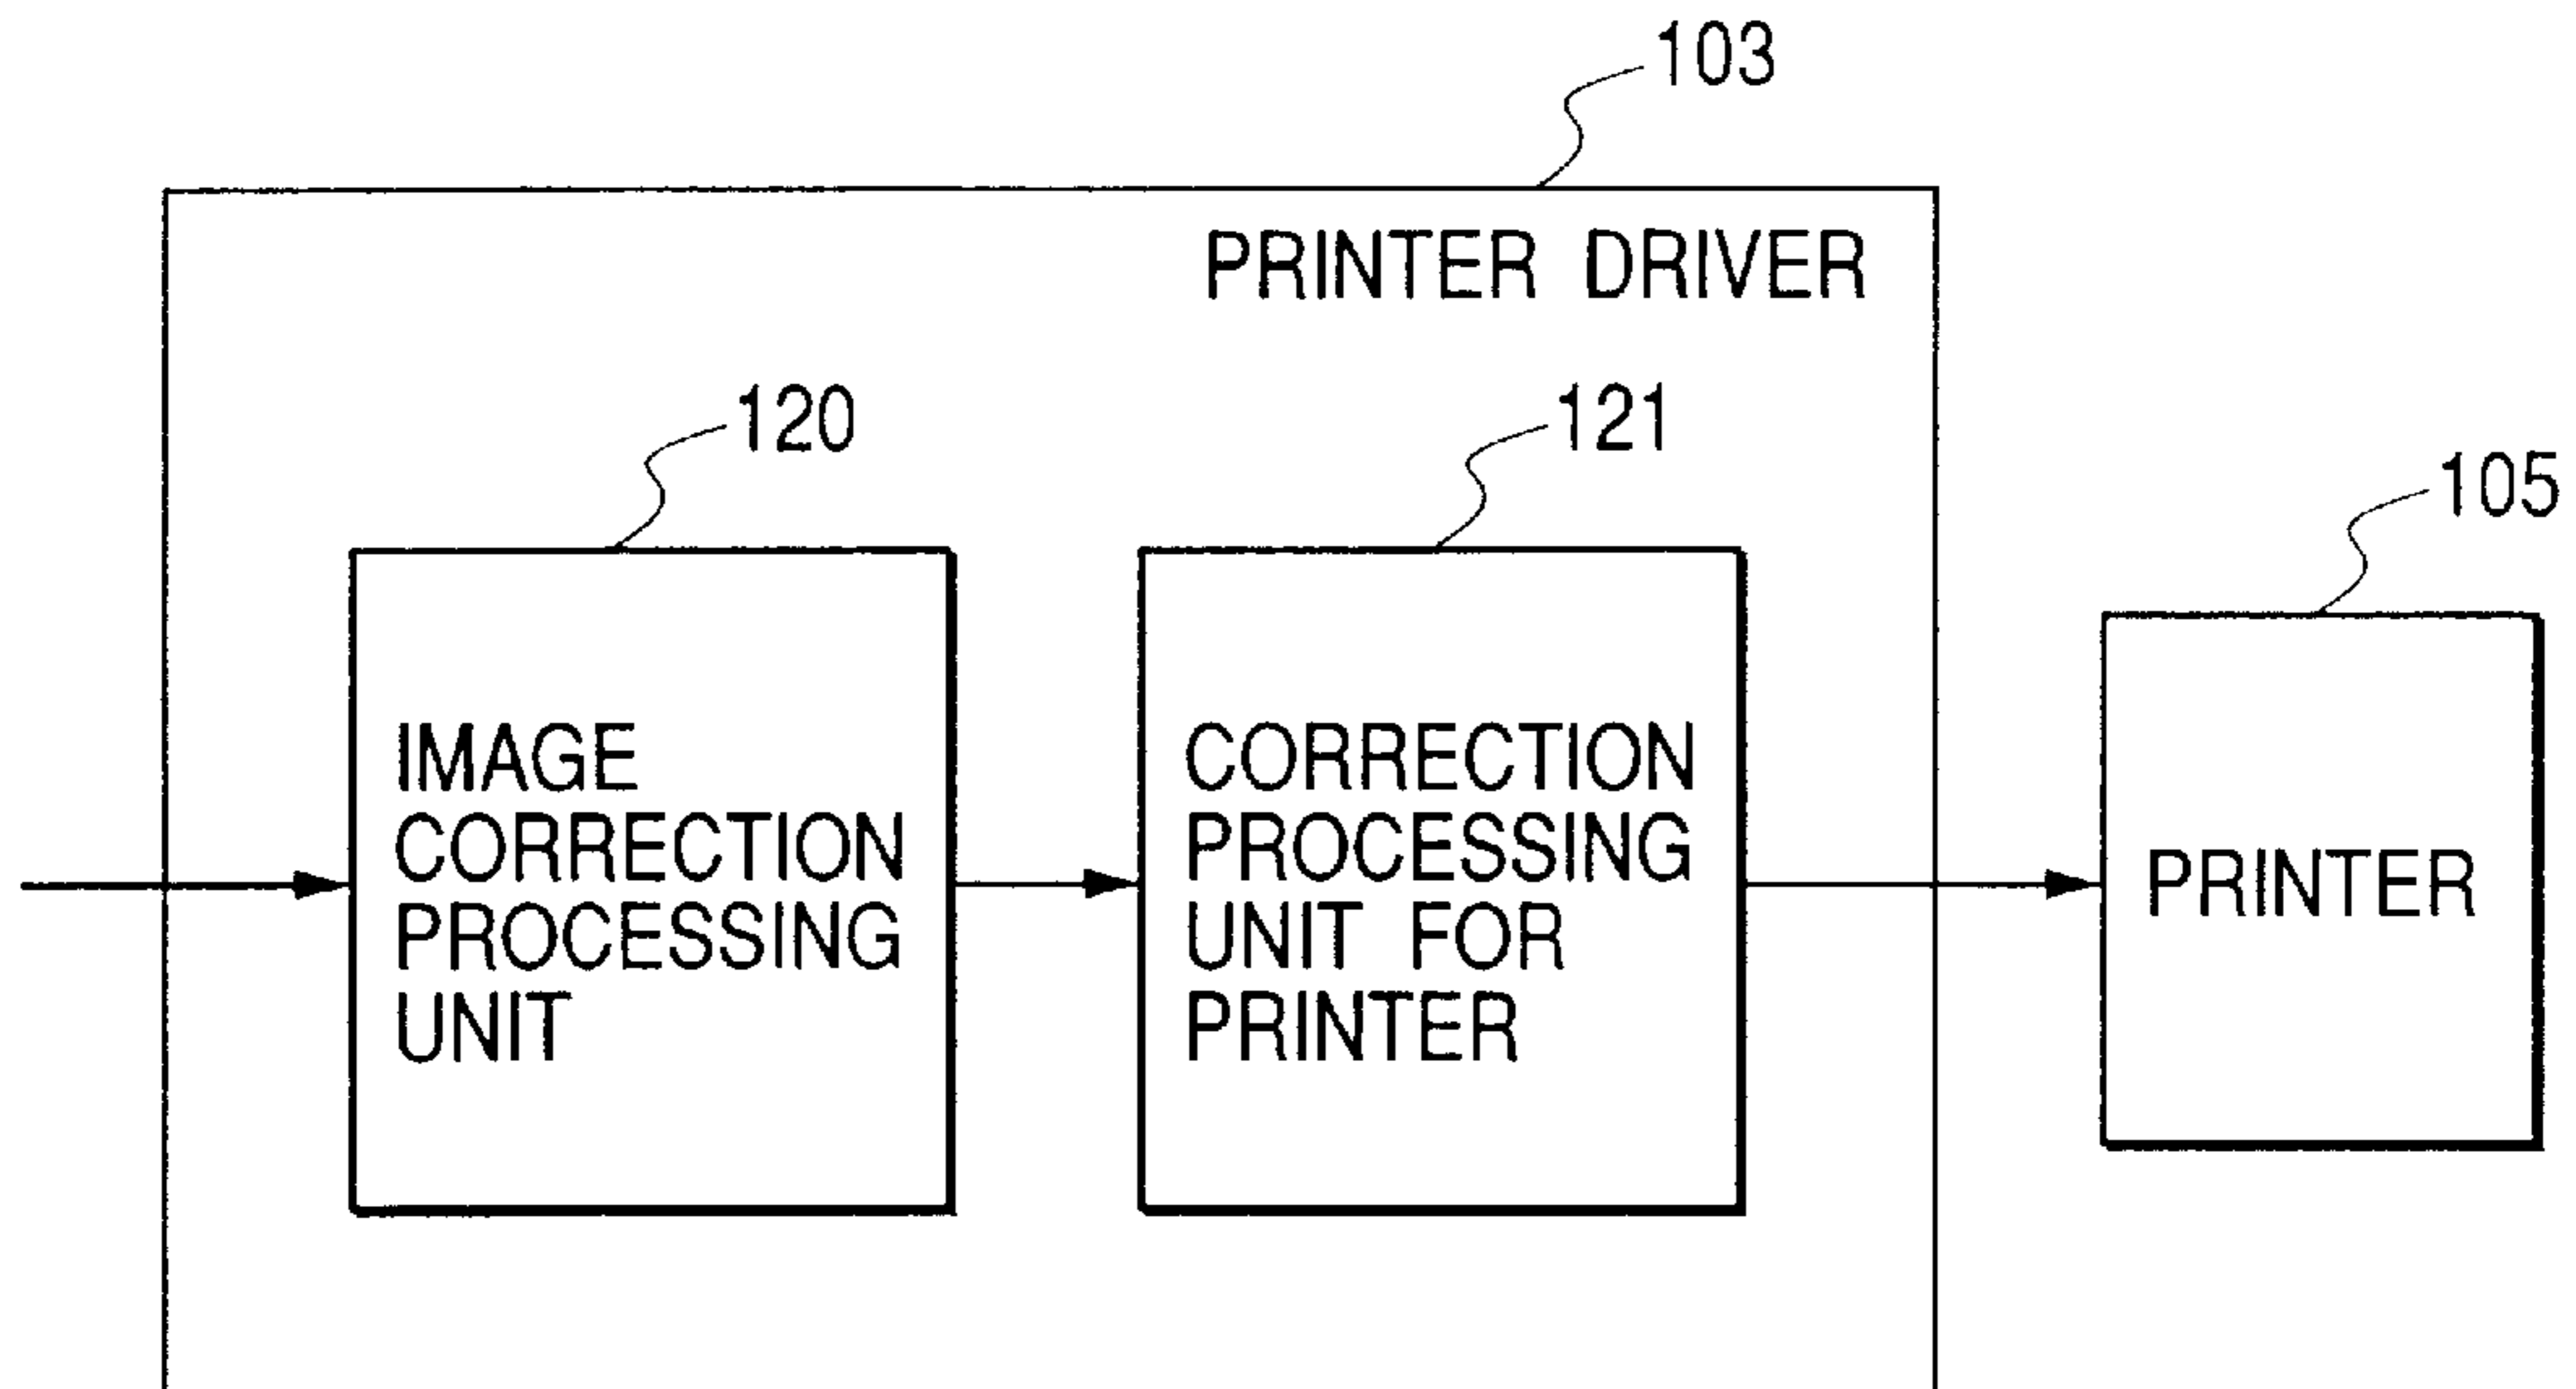 103
PRINTER DRIVER
120
121
105
IMAGE
CORRECTION
PROCESSING
UNIT
CORRECTION
PROCESSING
UNIT FOR
PRINTER
PRINTER